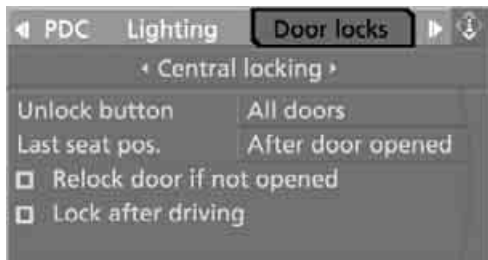 PDC Lighting Door locks
Central locking
Unlock button All doors
Last seat pos. After door opened
Relock door if not opened
Lock after driving